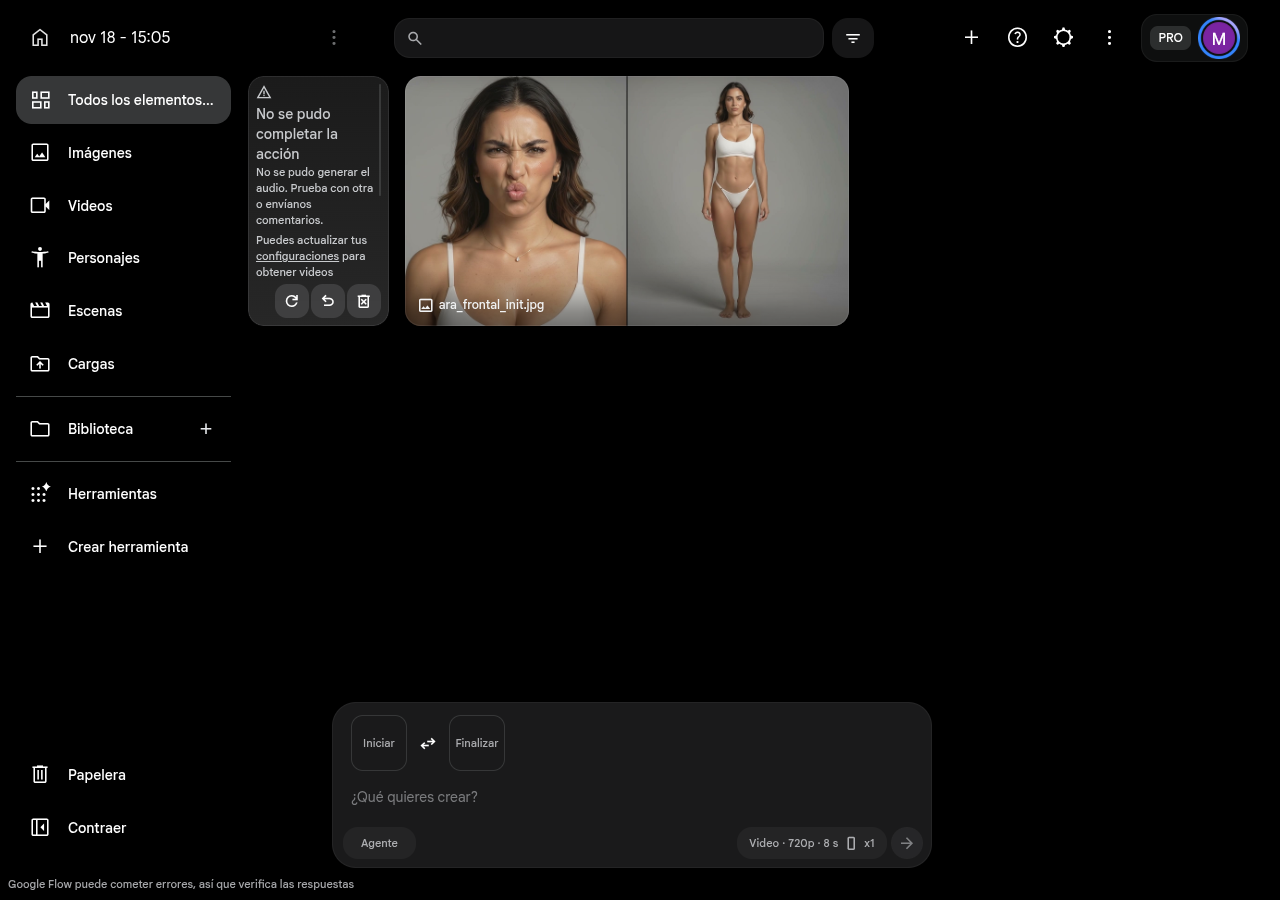 nov 18 - 15:05
PRO
M
Todos los elementos...
Imágenes
Videos
Personajes
Escenas
Cargas
Biblioteca
Herramientas
Crear herramienta
Papelera
Contraer
No se pudo
completar la
acción
No se pudo generar el
audio. Prueba con otra
o envíanos
comentarios.
Puedes actualizar tus
configuraciones para
obtener videos
ara_frontal_init.jpg
Iniciar
Finalizar
¿Qué quieres crear?
Agente
Video · 720p · 8 s
x1
Google Flow puede cometer errores, así que verifica las respuestas